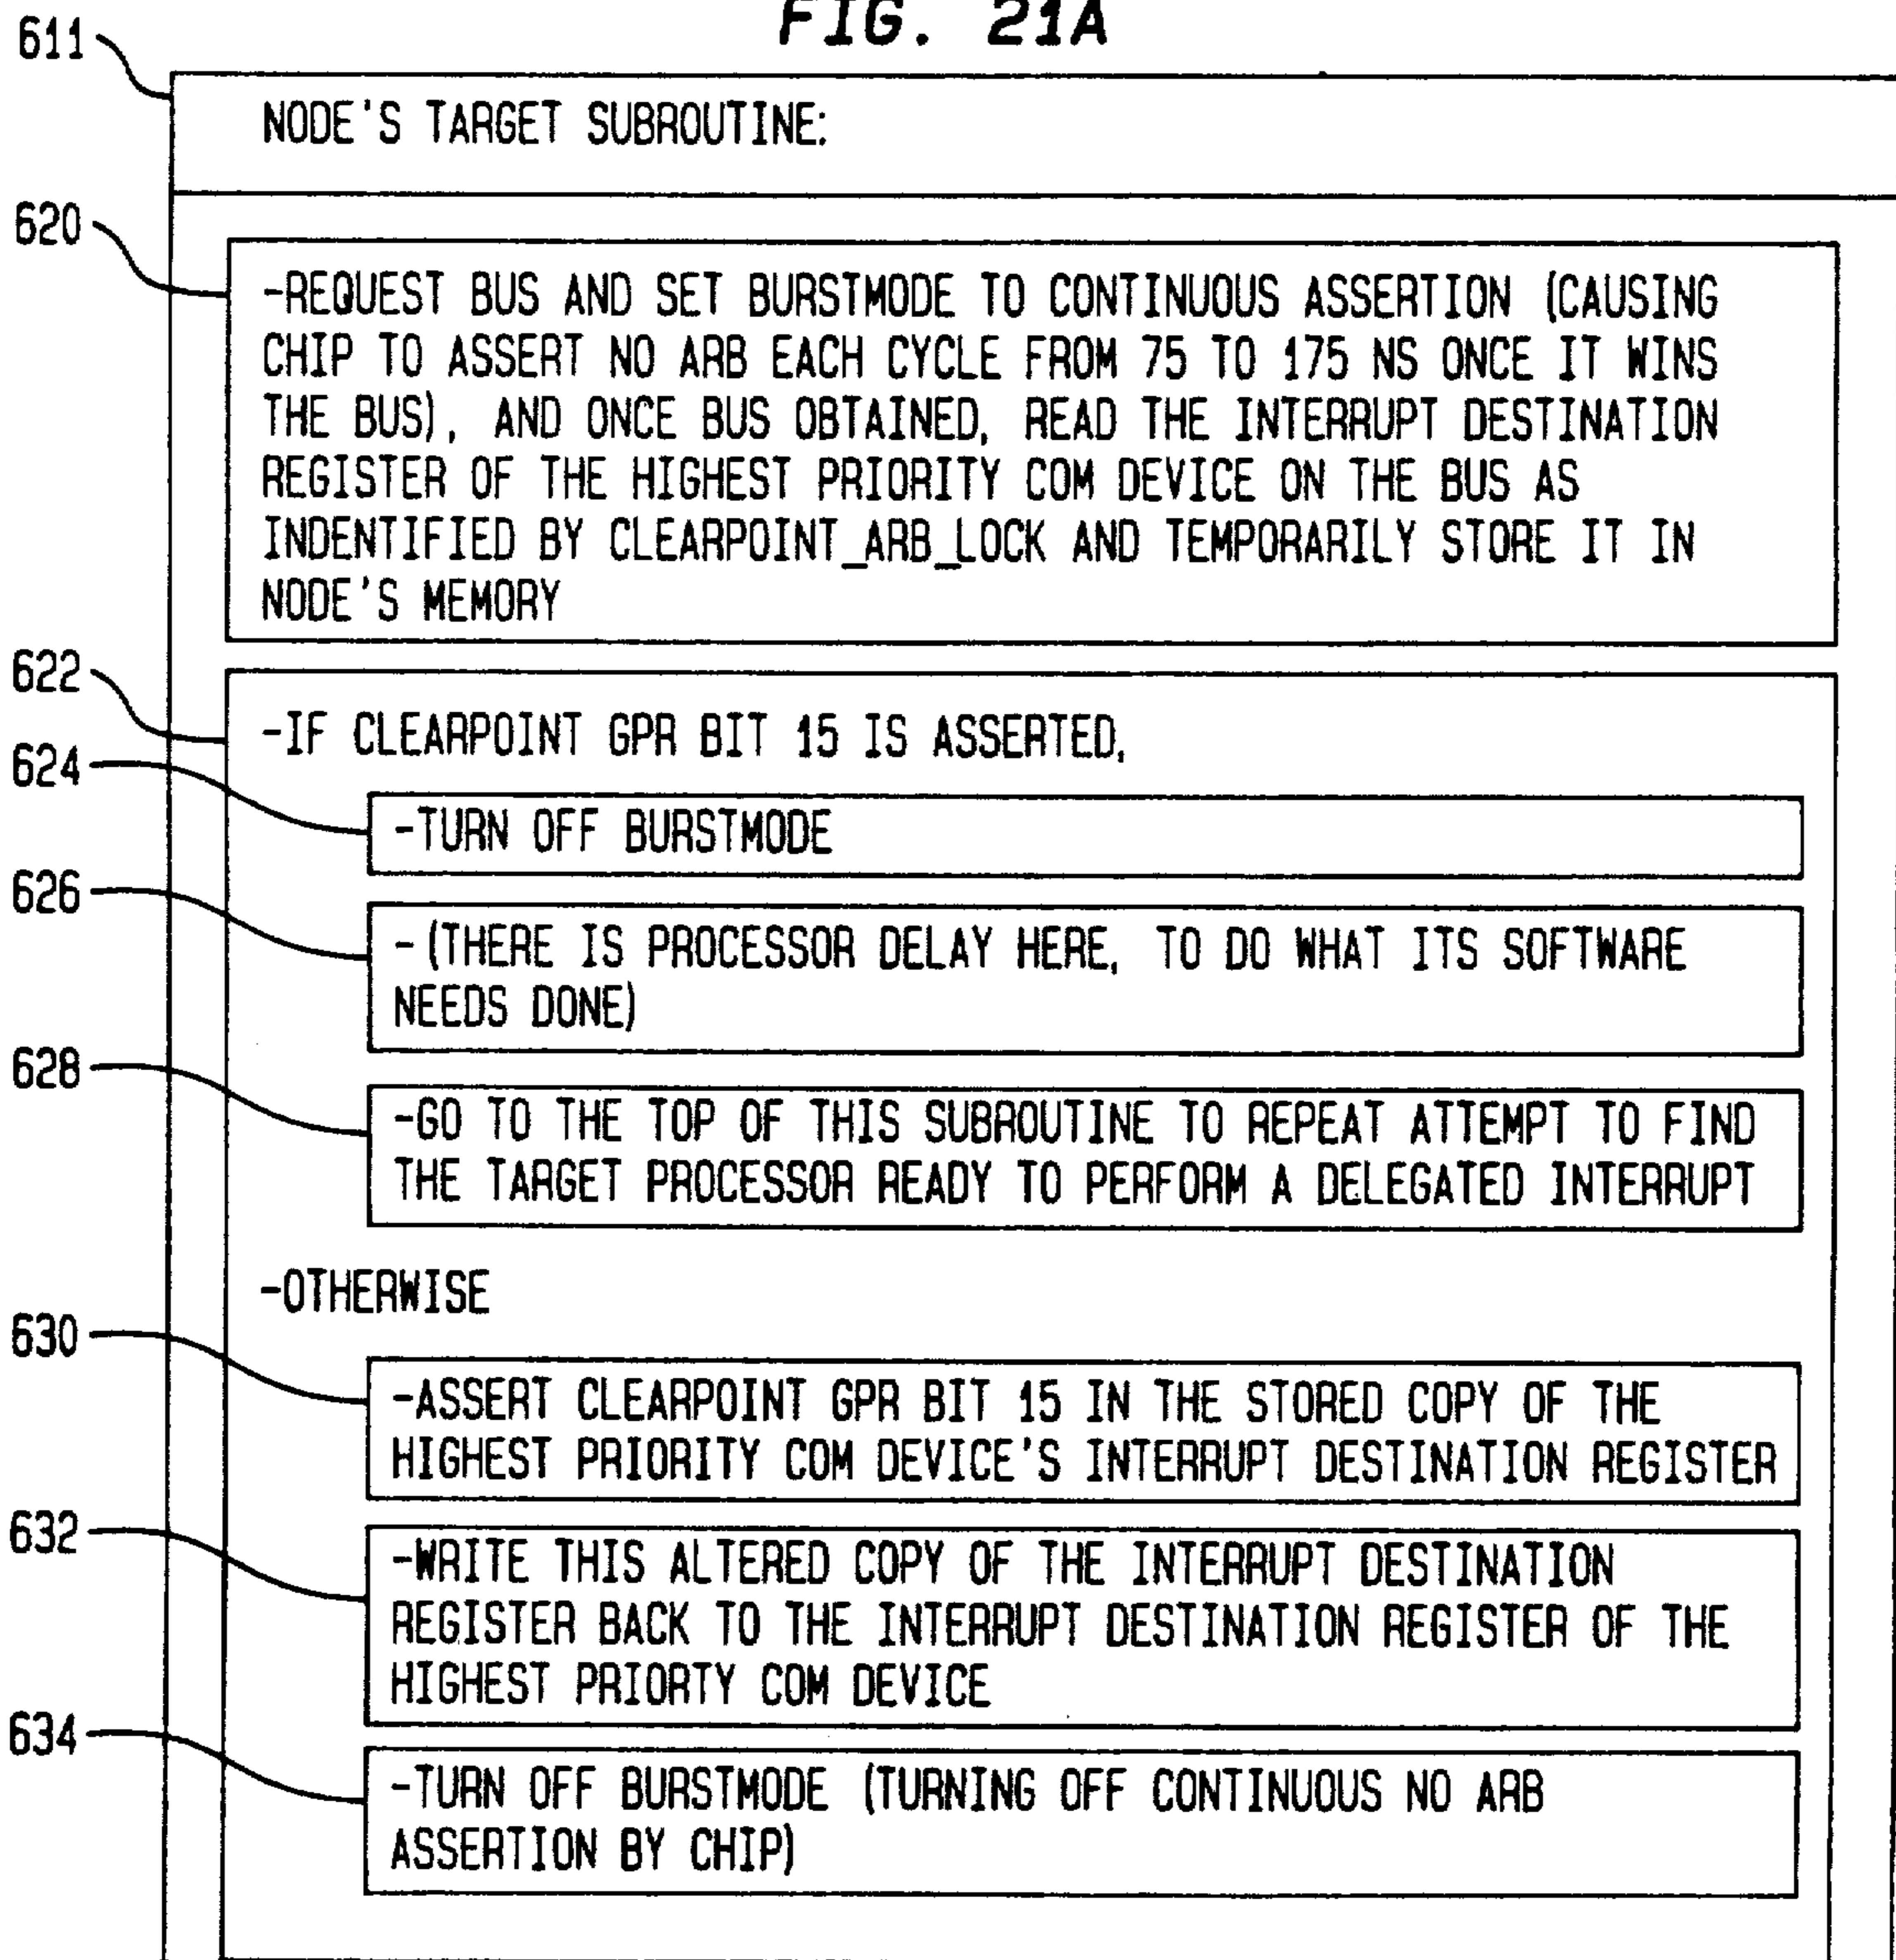 FIG. 21A
611
NODE'S TARGET SUBROUTINE:
620
-REQUEST BUS AND SET BURSTMODE TO CONTINUOUS ASSERTION (CAUSING
CHIP TO ASSERT NO ARB EACH CYCLE FROM 75 TO 175 NS ONCE IT WINS
THE BUS), AND ONCE BUS OBTAINED, READ THE INTERRUPT DESTINATION
REGISTER OF THE HIGHEST PRIORITY COM DEVICE ON THE BUS AS
INDENTIFIED BY CLEARPOINT_ARB_LOCK AND TEMPORARILY STORE IT IN
NODE'S MEMORY
622
-IF CLEARPOINT GPR BIT 15 IS ASSERTED,
624
-TURN OFF BURSTMODE
626
-(THERE IS PROCESSOR DELAY HERE, TO DO WHAT ITS SOFTWARE
NEEDS DONE)
628
-GO TO THE TOP OF THIS SUBROUTINE TO REPEAT ATTEMPT TO FIND
THE TARGET PROCESSOR READY TO PERFORM A DELEGATED INTERRUPT
-OTHERWISE
630
-ASSERT CLEARPOINT GPR BIT 15 IN THE STORED COPY OF THE
HIGHEST PRIORITY COM DEVICE'S INTERRUPT DESTINATION REGISTER
632
-WRITE THIS ALTERED COPY OF THE INTERRUPT DESTINATION
REGISTER BACK TO THE INTERRUPT DESTINATION REGISTER OF THE
HIGHEST PRIORTY COM DEVICE
634
-TURN OFF BURSTMODE (TURNING OFF CONTINUOUS NO ARB
ASSERTION BY CHIP)